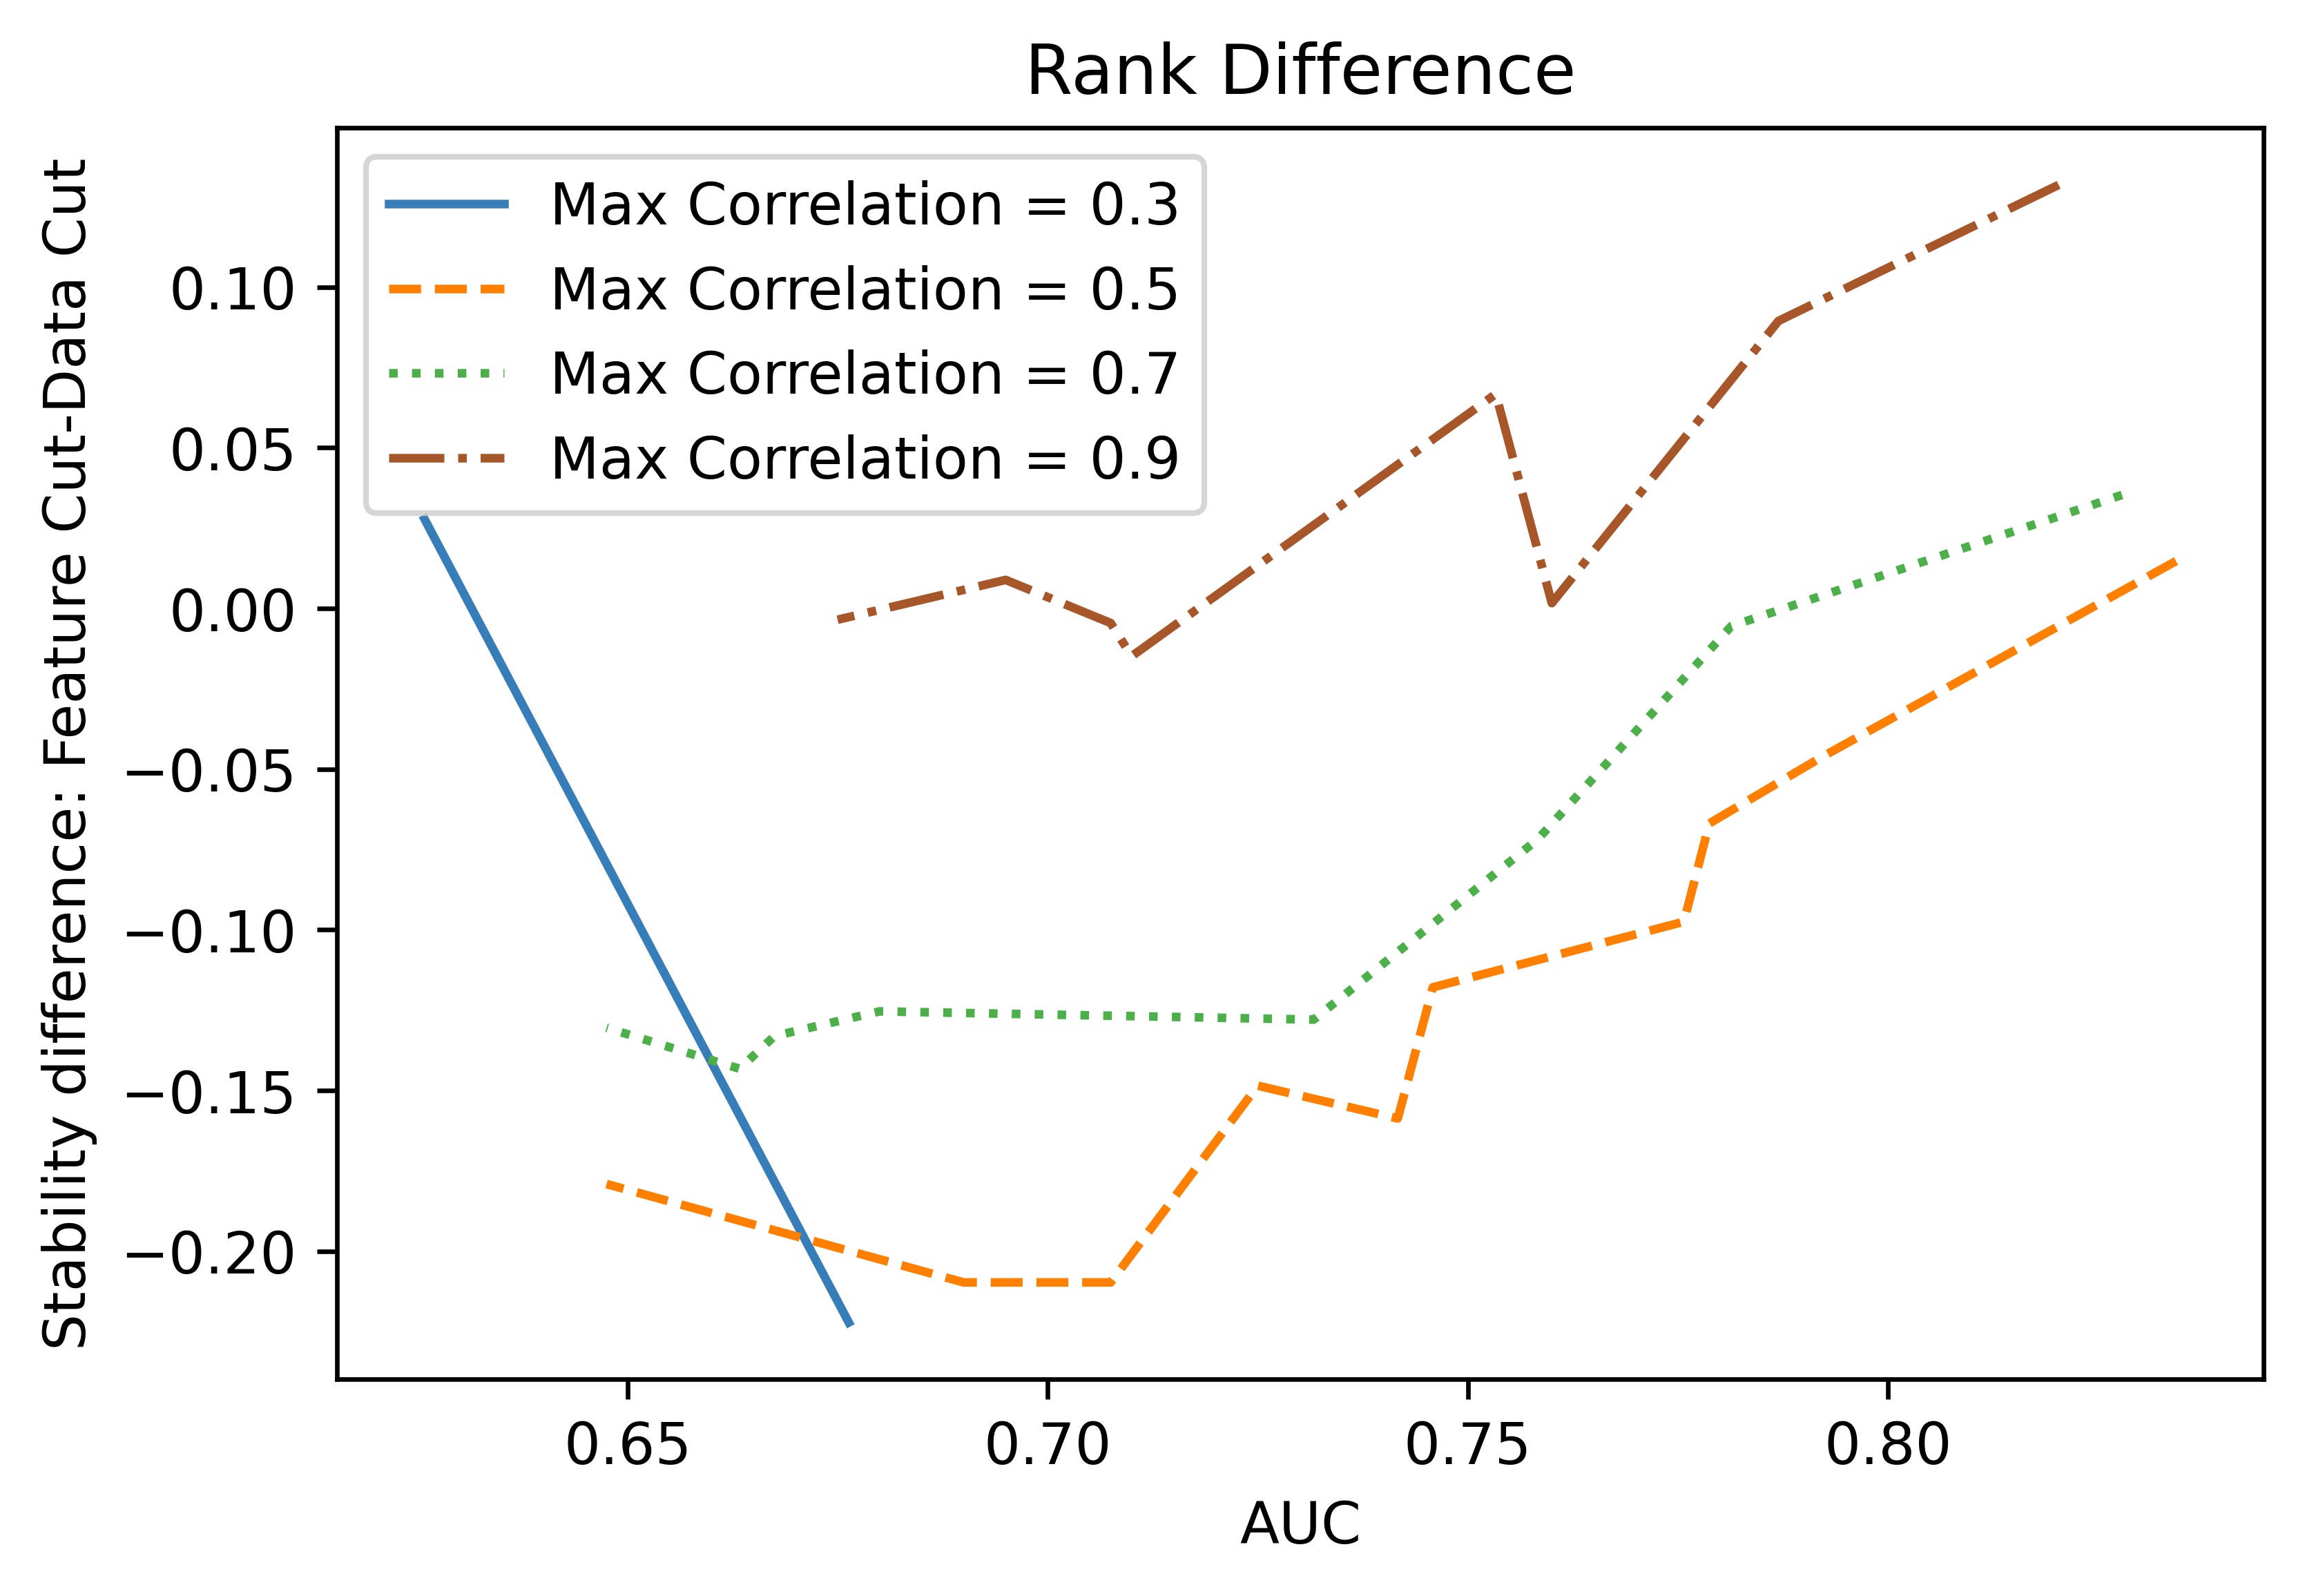 Rank Difference
Stability difference: Feature Cut-Data Cut
Max Correlation = 0.3
Max Correlation = 0.5
Max Correlation = 0.7
Max Correlation = 0.9
0.10
0.05
0.00
−0.05
−0.10
−0.15
−0.20
0.65 0.70 0.75 0.80
AUC